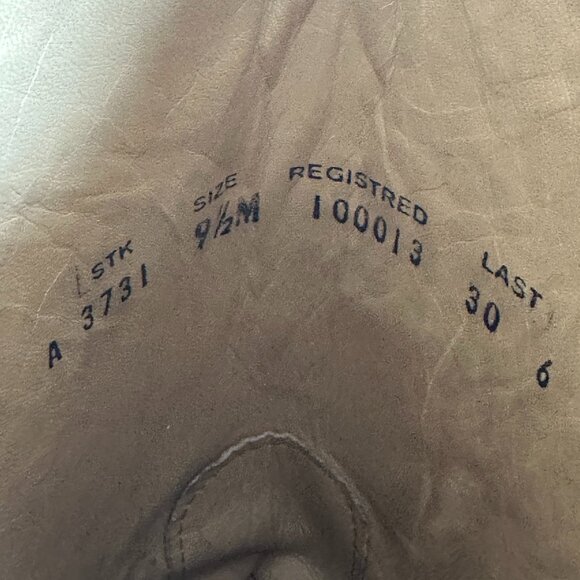 STK SIZE REGISTRED LAST
A 3731 9½M 100013 30 6